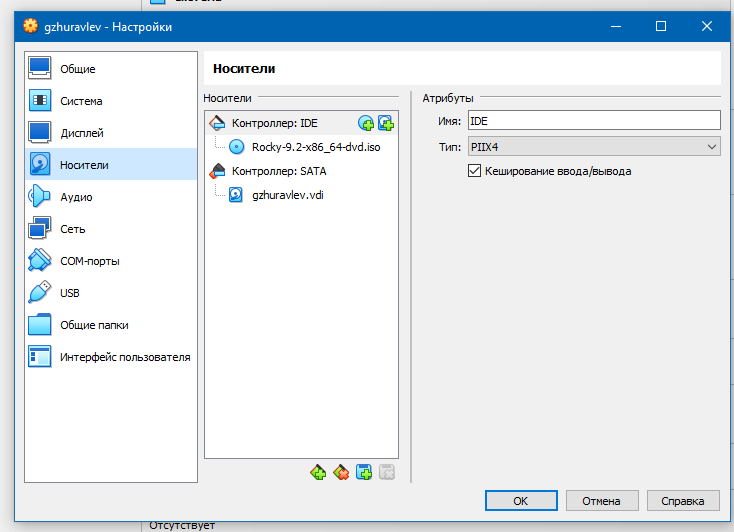 gzhuravlev - Настройки
Общие
Система
Дисплей
Носители
Аудио
Сеть
COM-порты
USB
Общие папки
Интерфейс пользователя
Носители
Носители
Контроллер: IDE
Rocky-9.2-x86_64-dvd.iso
Контроллер: SATA
gzhuravlev.vdi
Атрибуты
Имя: IDE
Тип: PIIX4
Кеширование ввода/вывода
OK Отмена Справка
Отсутствует